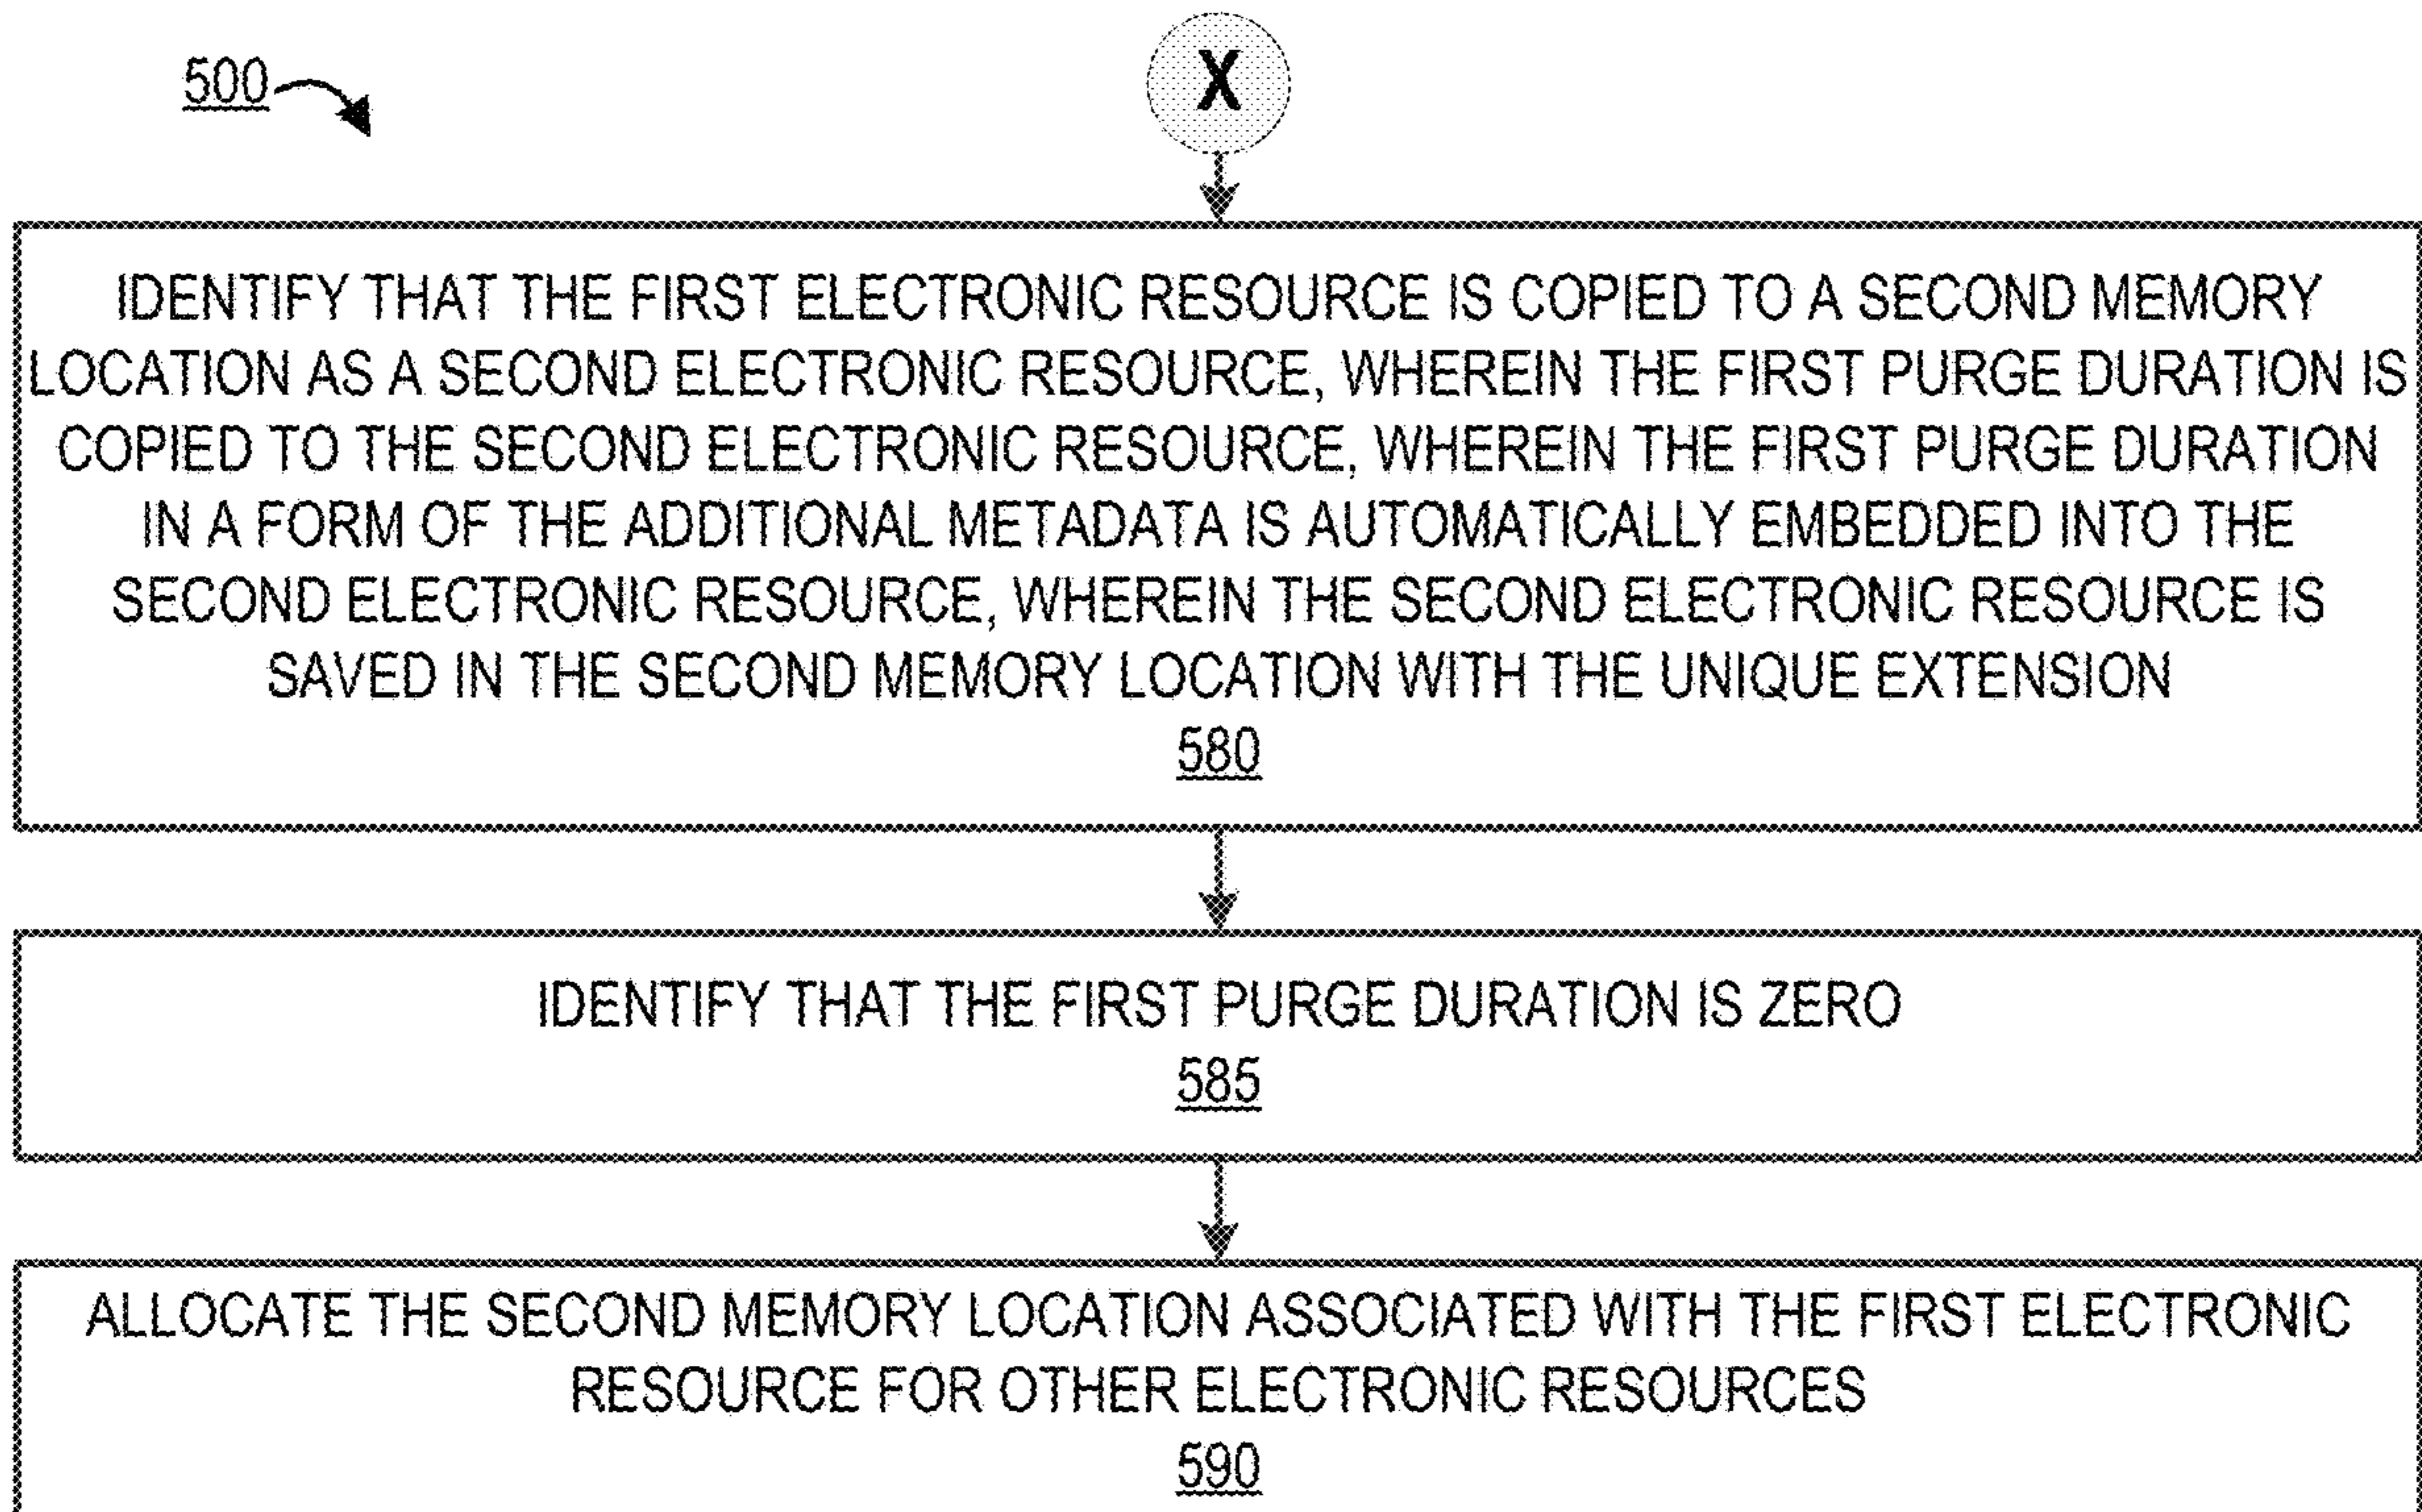 500
X
IDENTIFY THAT THE FIRST ELECTRONIC RESOURCE IS COPIED TO A SECOND MEMORY
LOCATION AS A SECOND ELECTRONIC RESOURCE, WHEREIN THE FIRST PURGE DURATION IS
COPIED TO THE SECOND ELECTRONIC RESOURCE, WHEREIN THE FIRST PURGE DURATION
IN A FORM OF THE ADDITIONAL METADATA IS AUTOMATICALLY EMBEDDED INTO THE
SECOND ELECTRONIC RESOURCE, WHEREIN THE SECOND ELECTRONIC RESOURCE IS
SAVED IN THE SECOND MEMORY LOCATION WITH THE UNIQUE EXTENSION
580
IDENTIFY THAT THE FIRST PURGE DURATION IS ZERO
585
ALLOCATE THE SECOND MEMORY LOCATION ASSOCIATED WITH THE FIRST ELECTRONIC
RESOURCE FOR OTHER ELECTRONIC RESOURCES
590